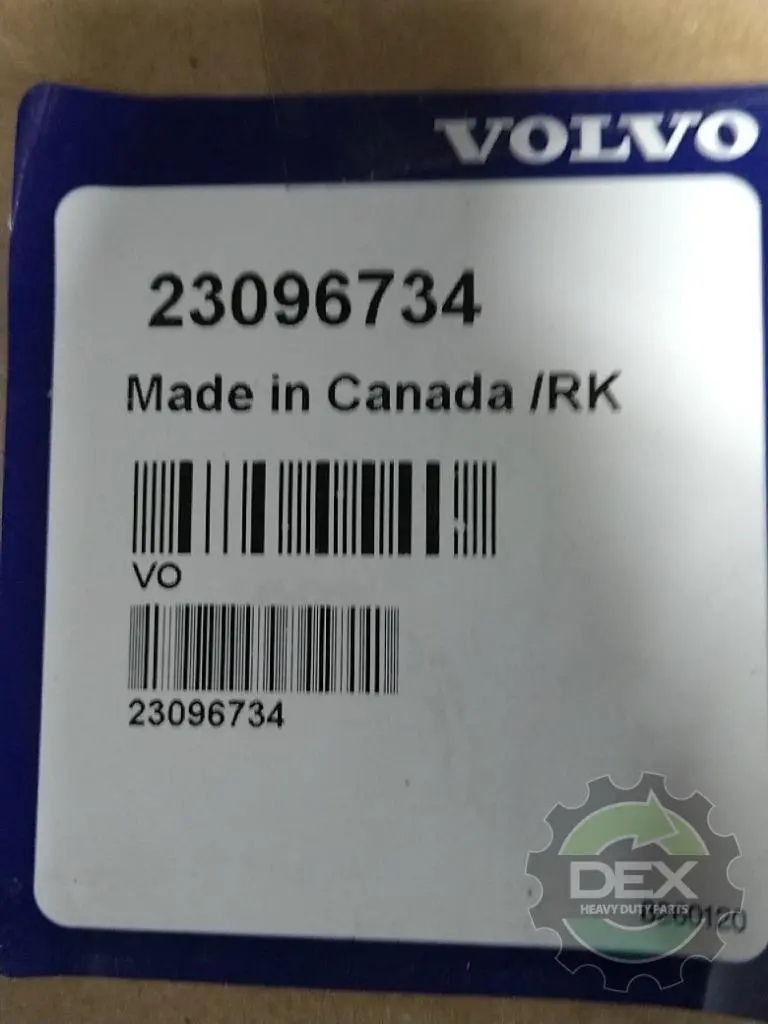 VOLVO
23096734
Made in Canada /RK
VO
23096734
DEX
HEAVY DUTY PARTS